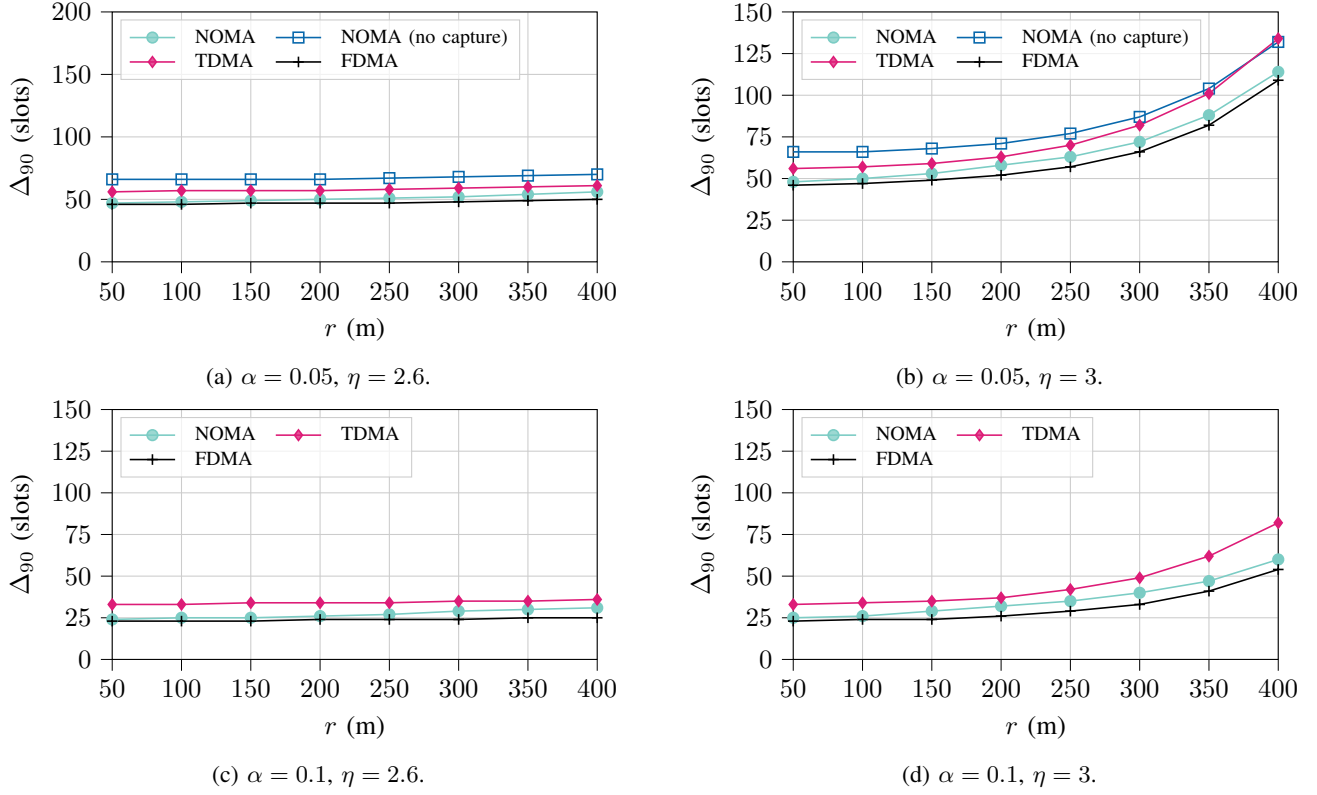 NOMA NOMA (no capture)
TDMA FDMA
200
150
100
50
0
Δ90 (slots)
50 100 150 200 250 300 350 400
r (m)
(a) α = 0.05, η = 2.6.
NOMA NOMA (no capture)
TDMA FDMA
150
125
100
75
50
25
0
Δ90 (slots)
50 100 150 200 250 300 350 400
r (m)
(b) α = 0.05, η = 3.
NOMA TDMA
FDMA
150
125
100
75
50
25
0
Δ90 (slots)
50 100 150 200 250 300 350 400
r (m)
(c) α = 0.1, η = 2.6.
NOMA TDMA
FDMA
150
125
100
75
50
25
0
Δ90 (slots)
50 100 150 200 250 300 350 400
r (m)
(d) α = 0.1, η = 3.